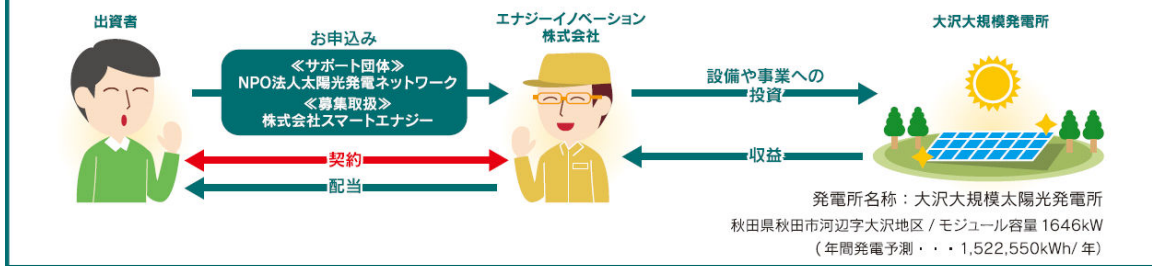 出資者
お申込み
≪サポート団体≫
NPO法人太陽光発電ネットワーク
≪募集取扱≫
株式会社スマートエナジー
契約
配当
エナジーイノベーション
株式会社
設備や事業への
投資
収益
大沢大規模発電所
発電所名称：大沢大規模太陽光発電所
秋田県秋田市河辺字大沢地区 / モジュール容量 1646kW
（年間発電予測・・・1,522,550kWh/ 年）